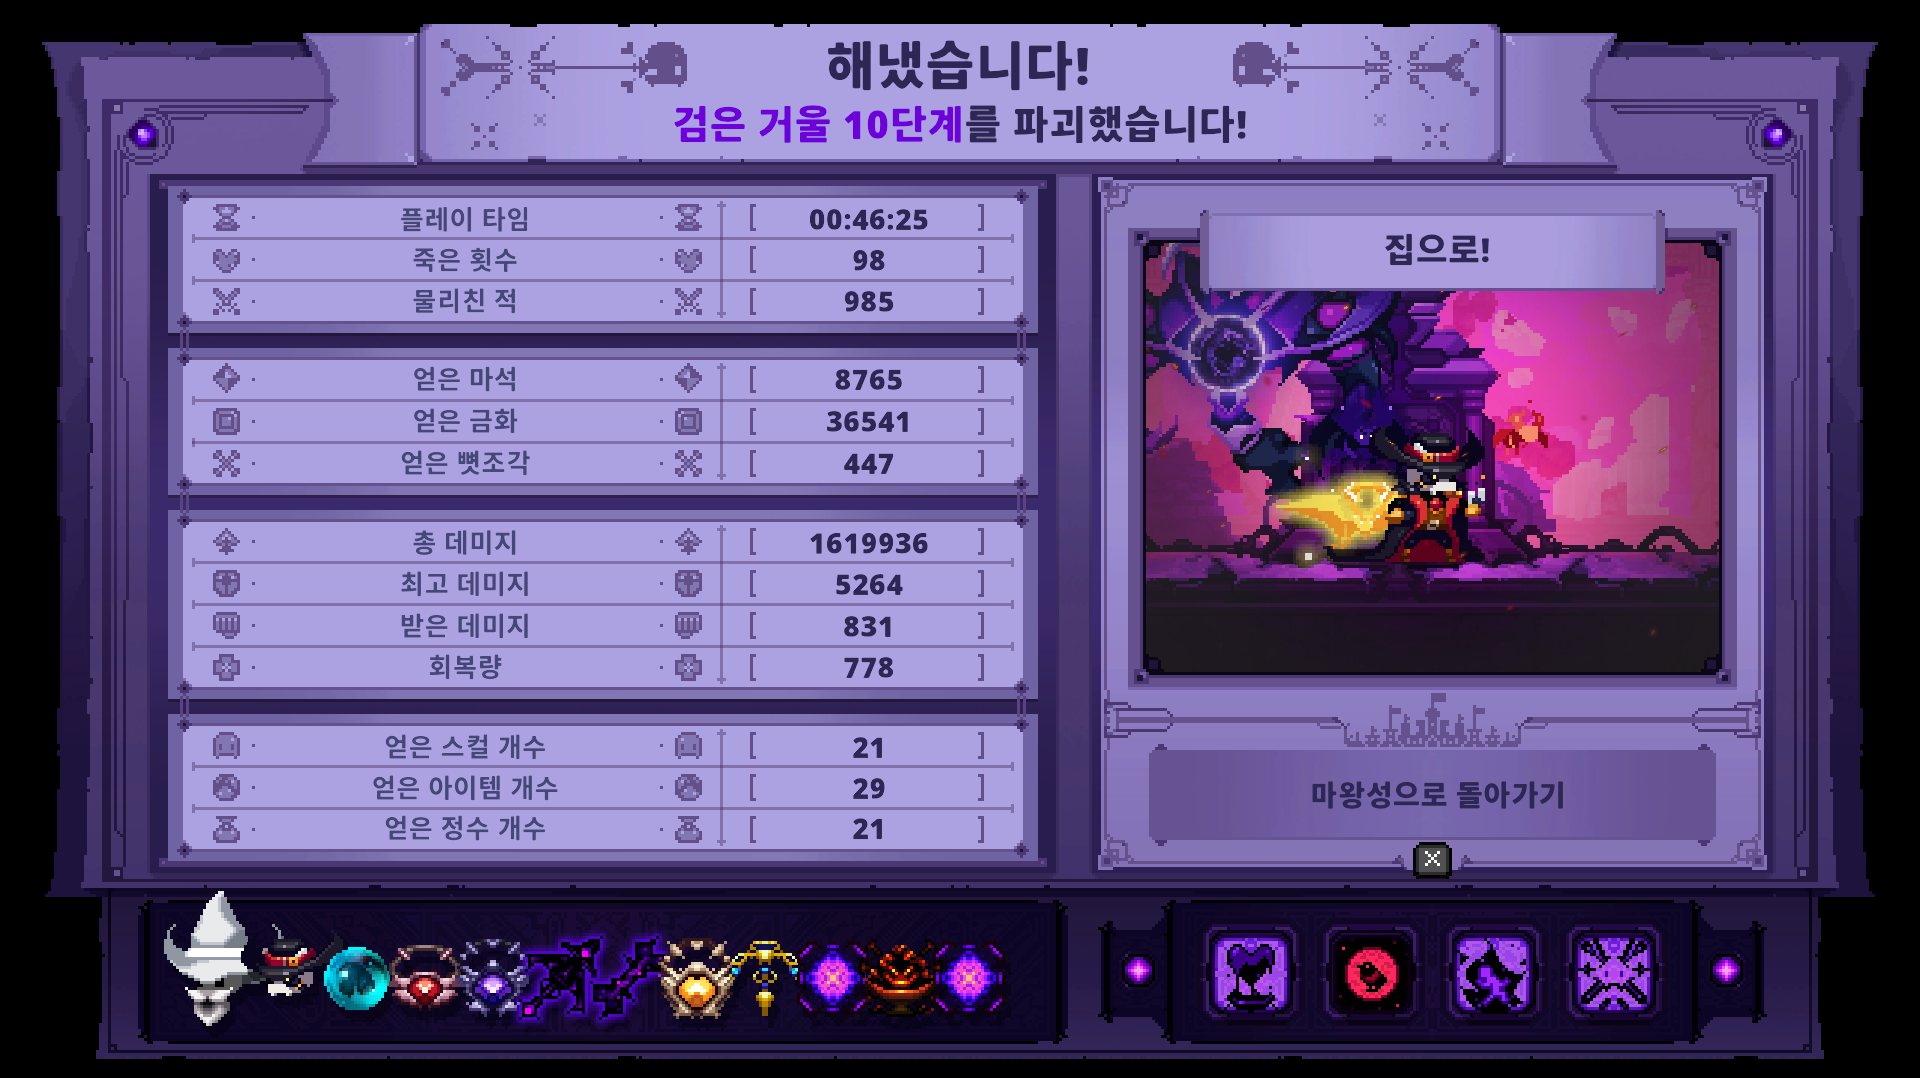 해냈습니다!
검은 거울 10단계를 파괴했습니다!
플레이 타임 [ 00:46:25 ]
죽은 횟수 [ 98 ]
물리친 적 [ 985 ]
얻은 마석 [ 8765 ]
얻은 금화 [ 36541 ]
얻은 뼛조각 [ 447 ]
총 데미지 [ 1619936 ]
최고 데미지 [ 5264 ]
받은 데미지 [ 831 ]
회복량 [ 778 ]
얻은 스컬 개수 [ 21 ]
얻은 아이템 개수 [ 29 ]
얻은 정수 개수 [ 21 ]
집으로!
마왕성으로 돌아가기
X